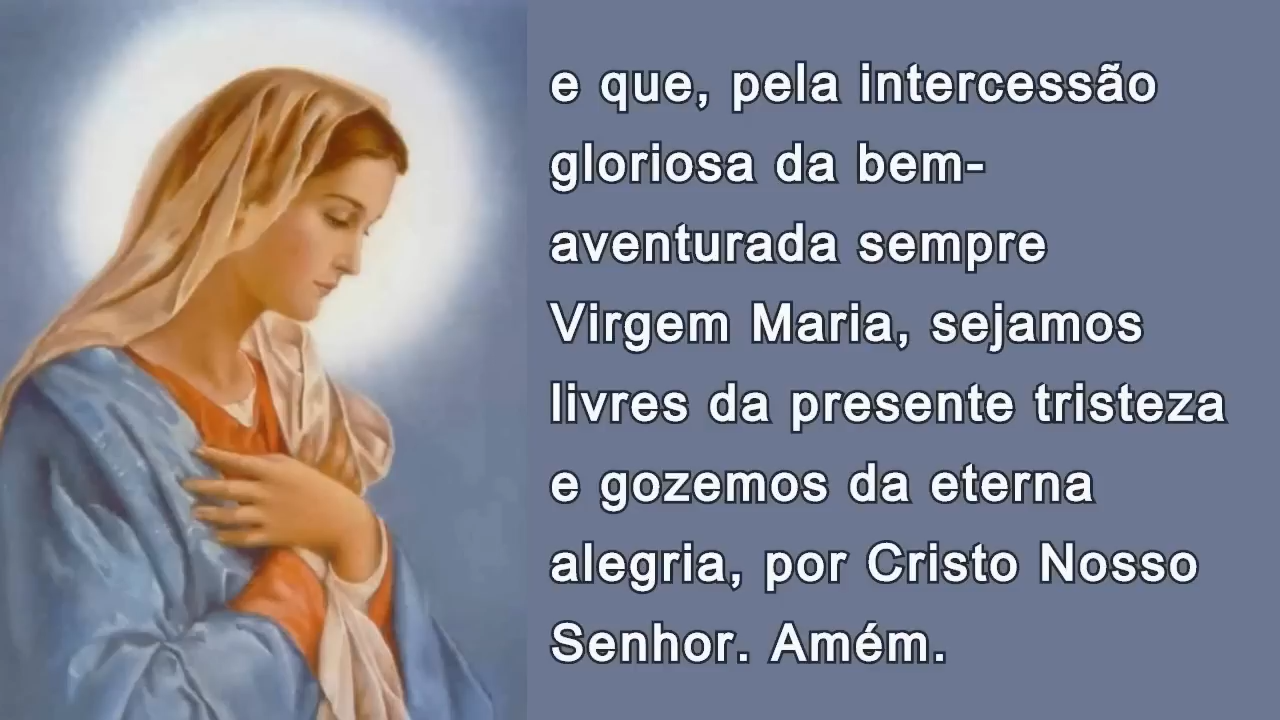 e que, pela intercessão
gloriosa da bem-
aventurada sempre
Virgem Maria, sejamos
livres da presente tristeza
e gozemos da eterna
alegria, por Cristo Nosso
Senhor. Amém.